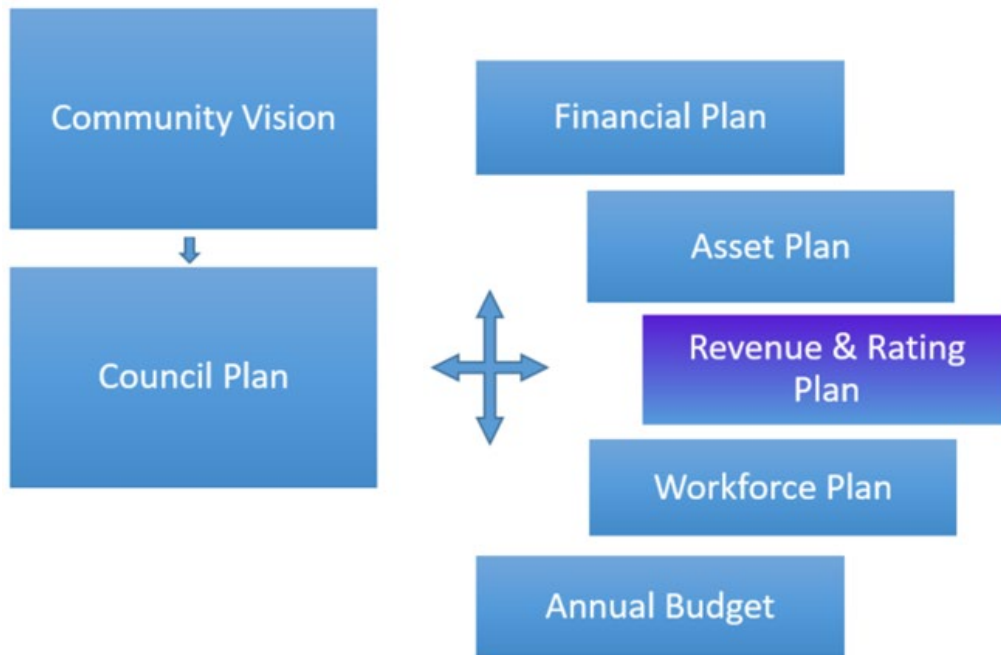 Community Vision
Council Plan
Financial Plan
Asset Plan
Revenue & Rating
Plan
Workforce Plan
Annual Budget